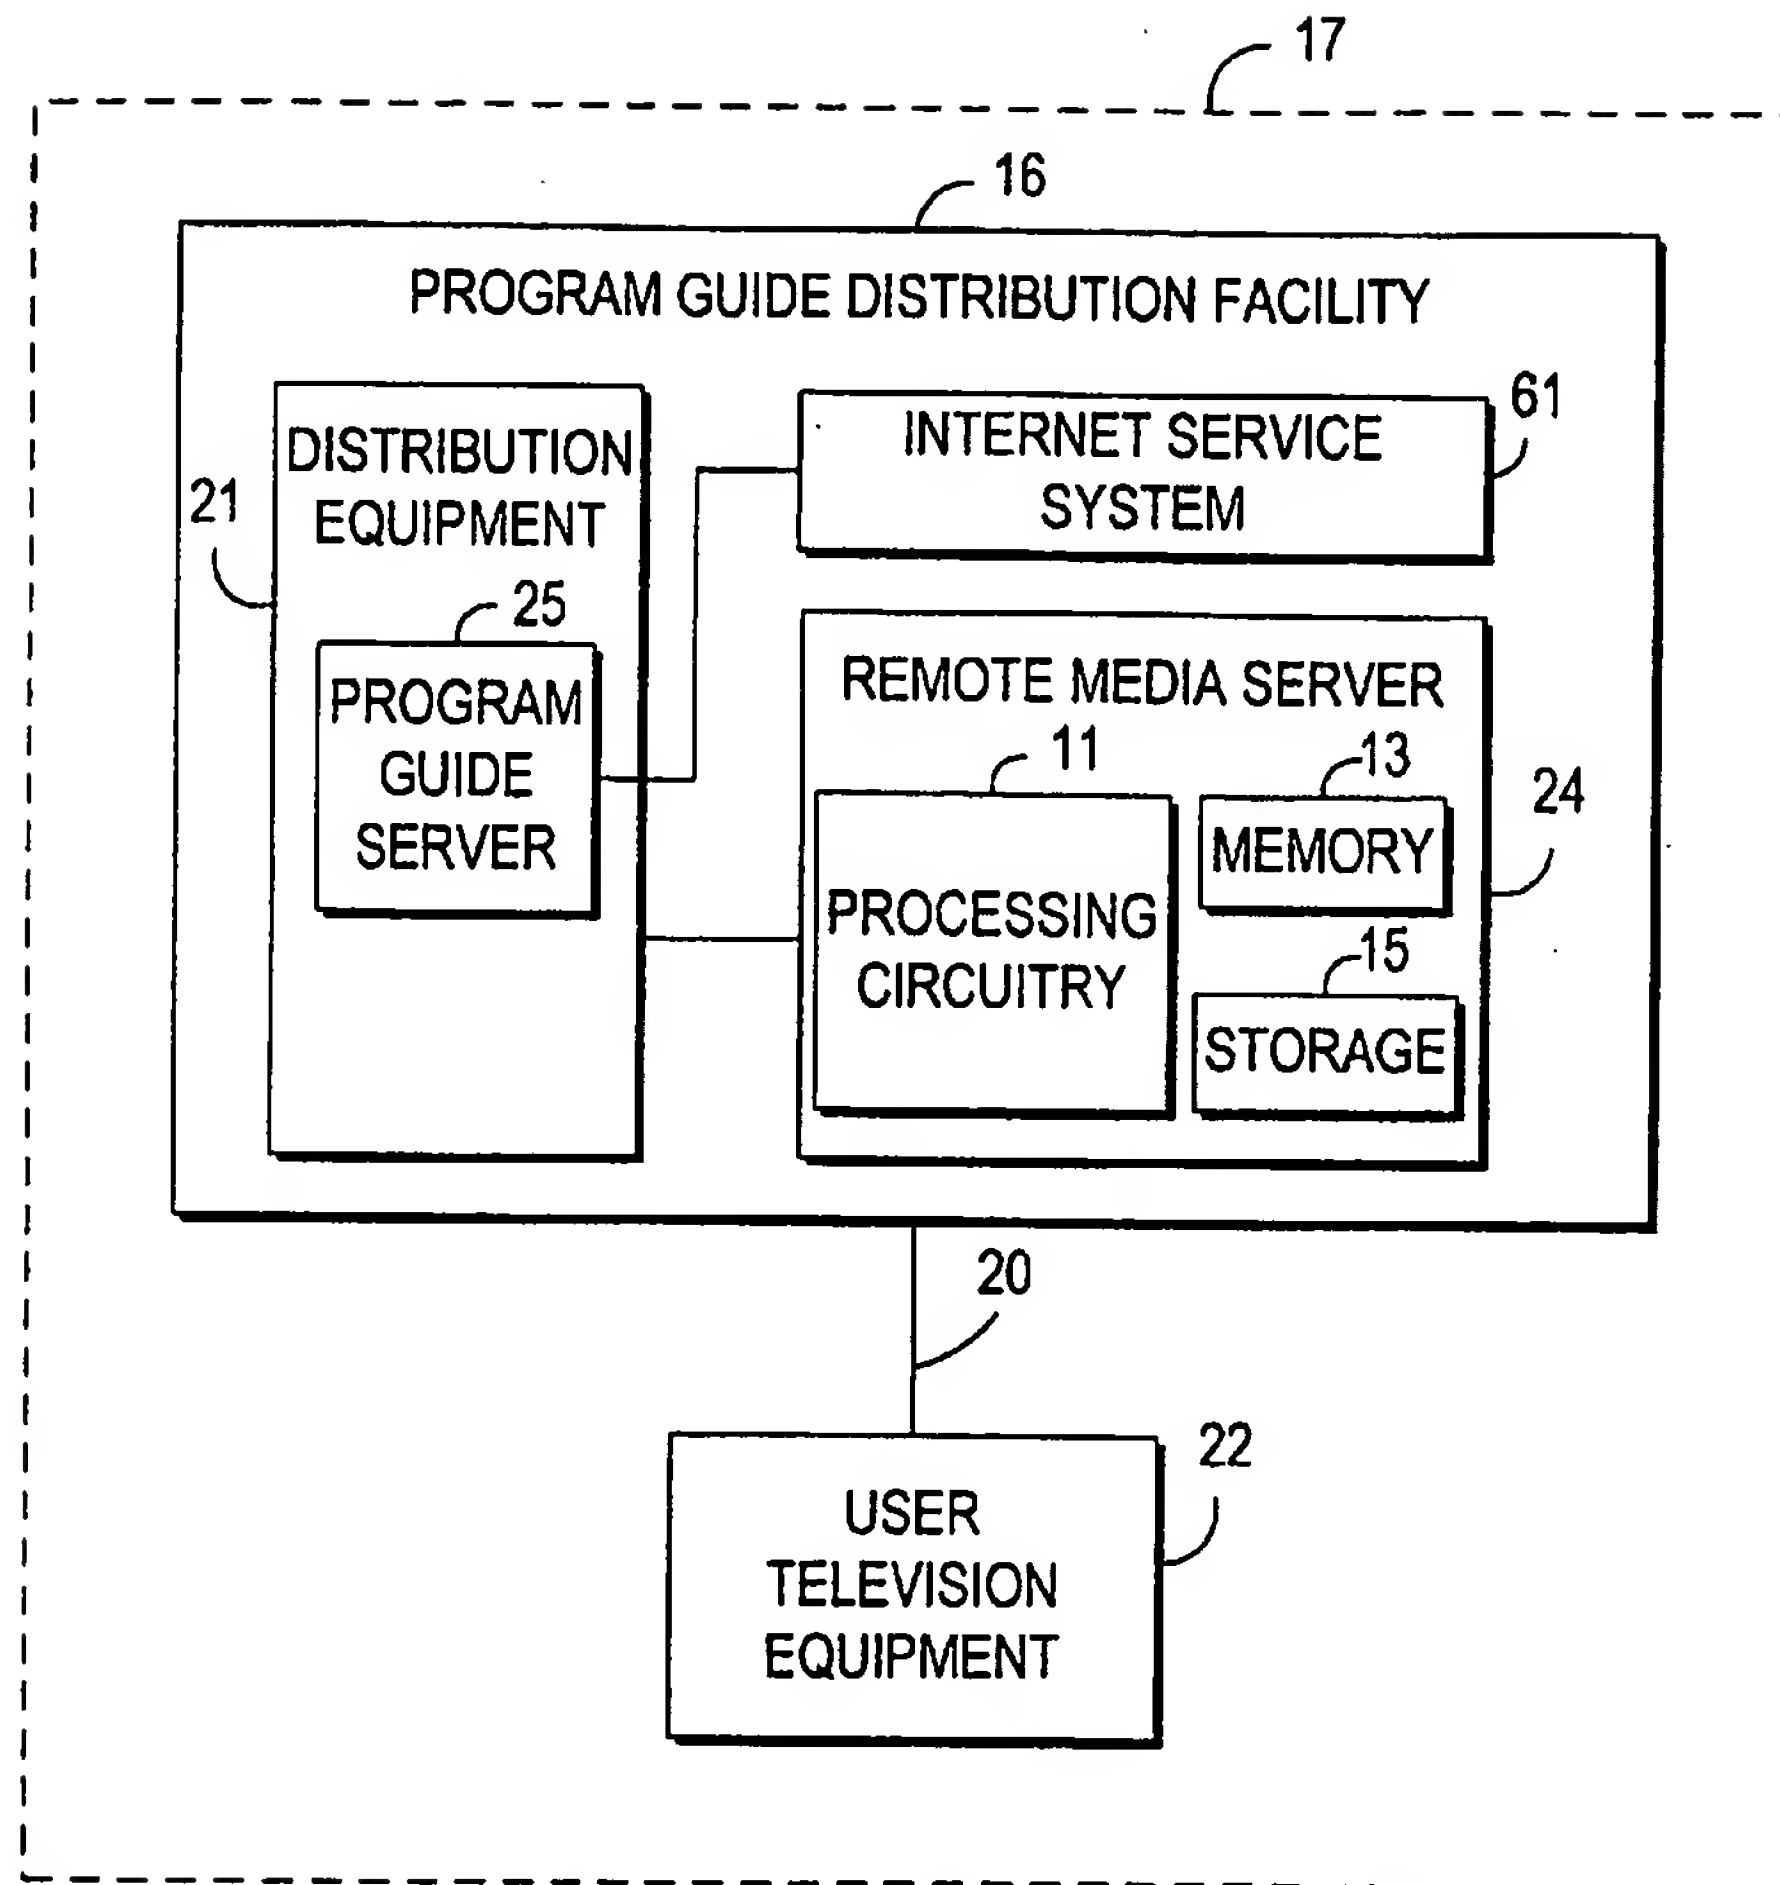 17
16
PROGRAM GUIDE DISTRIBUTION FACILITY
DISTRIBUTION
EQUIPMENT
21
25
PROGRAM
GUIDE
SERVER
INTERNET SERVICE
SYSTEM
61
REMOTE MEDIA SERVER
11
PROCESSING
CIRCUITRY
13
MEMORY
24
15
STORAGE
20
22
USER
TELEVISION
EQUIPMENT